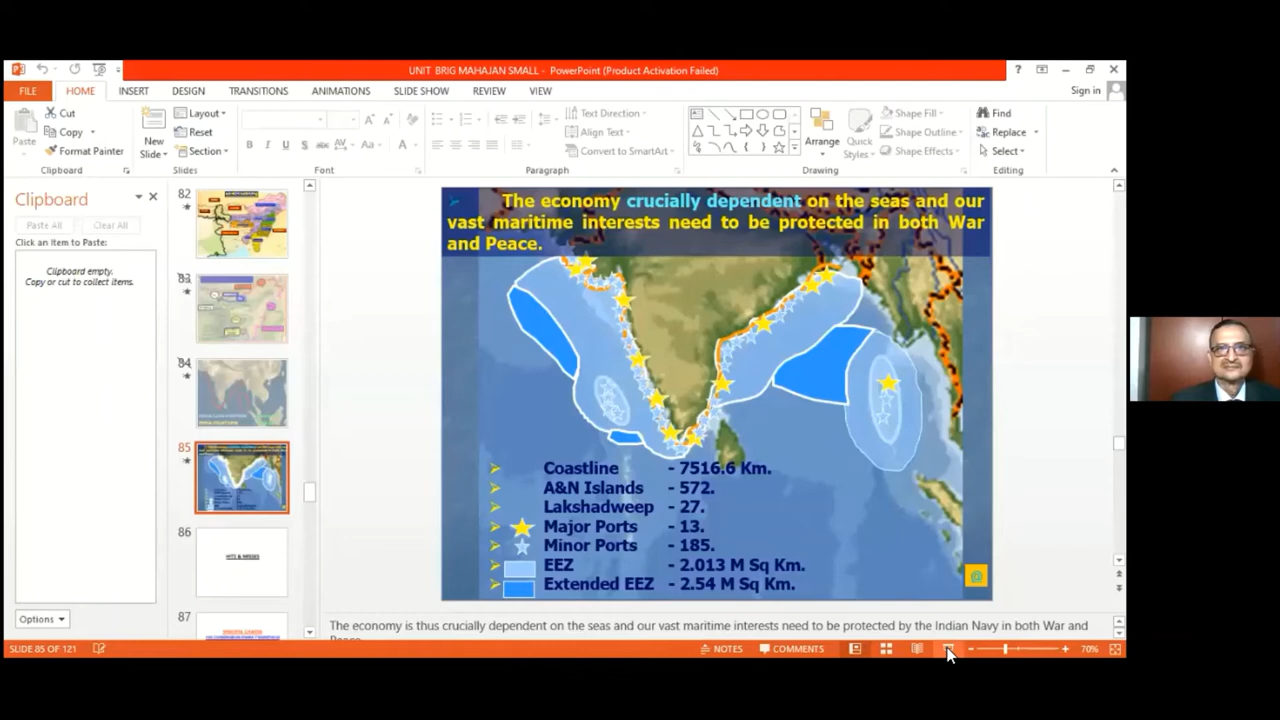 UNIT BRIG MAHAJAN SMALL - PowerPoint (Product Activation Failed)
FILE HOME INSERT DESIGN TRANSITIONS ANIMATIONS SLIDE SHOW REVIEW VIEW Sign in
Paste
Cut
Copy
Format Painter
Clipboard
New
Slide
Layout
Reset
Section
Slides
B I U S abc AV Aa A
Font
Text Direction
Align Text
Convert to SmartArt
Paragraph
Arrange
Quick
Styles
Shape Fill
Shape Outline
Shape Effects
Drawing
Find
Replace
Select
Editing
Clipboard
Paste All Clear All
Click an Item to Paste:
Clipboard empty.
Copy or cut to collect items.
Options
82
83
84
85
86
HITS & MISSES
87
The economy crucially dependent on the seas and our
vast maritime interests need to be protected in both War
and Peace.
Coastline - 7516.6 Km.
A&N Islands - 572.
Lakshadweep - 27.
Major Ports - 13.
Minor Ports - 185.
EEZ - 2.013 M Sq Km.
Extended EEZ - 2.54 M Sq Km.
@
The economy is thus crucially dependent on the seas and our vast maritime interests need to be protected by the Indian Navy in both War and
Peace.
SLIDE 85 OF 121 NOTES COMMENTS 70%